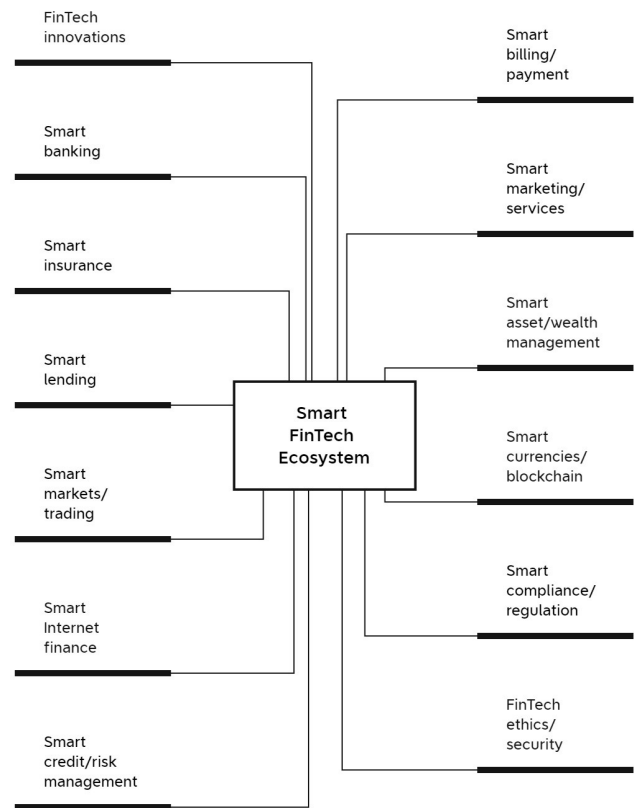 FinTech
innovations
Smart
banking
Smart
insurance
Smart
lending
Smart
markets/
trading
Smart
Internet
finance
Smart
credit/risk
management
Smart
FinTech
Ecosystem
Smart
billing/
payment
Smart
marketing/
services
Smart
asset/wealth
management
Smart
currencies/
blockchain
Smart
compliance/
regulation
FinTech
ethics/
security